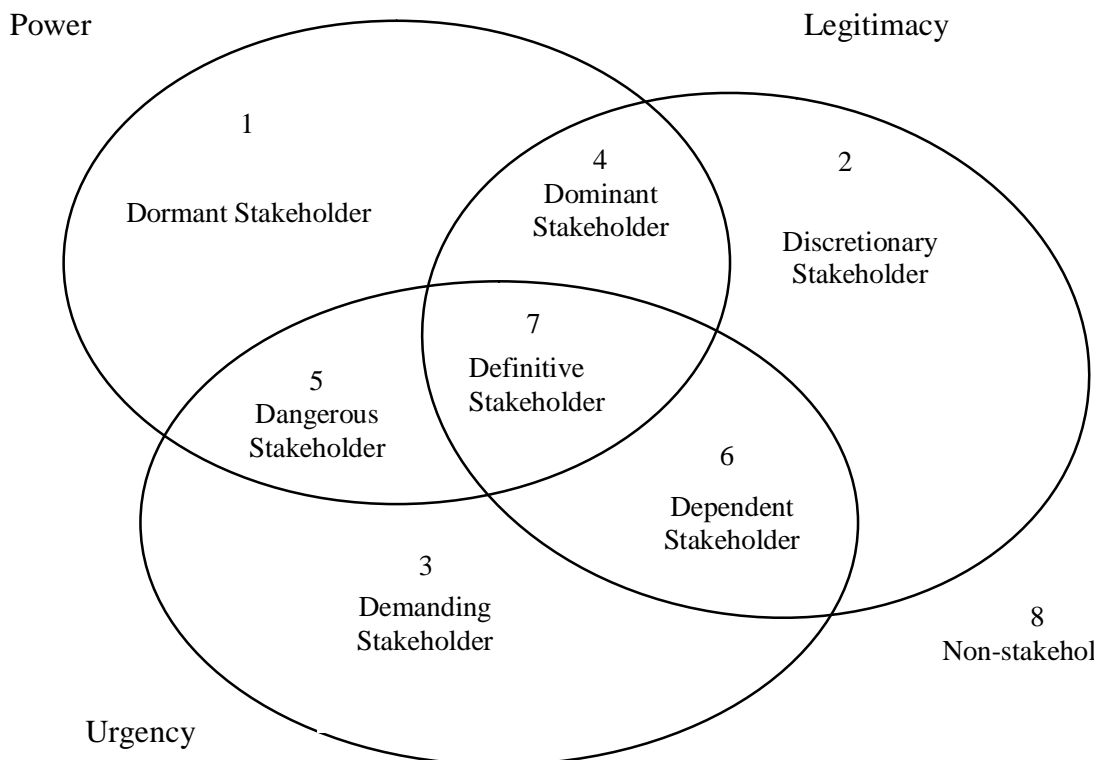 Power
Legitimacy
1
Dormant Stakeholder
4
Dominant
Stakeholder
2
Discretionary
Stakeholder
7
Definitive
Stakeholder
5
Dangerous
Stakeholder
6
Dependent
Stakeholder
3
Demanding
Stakeholder
8
Non-stakehol
Urgency